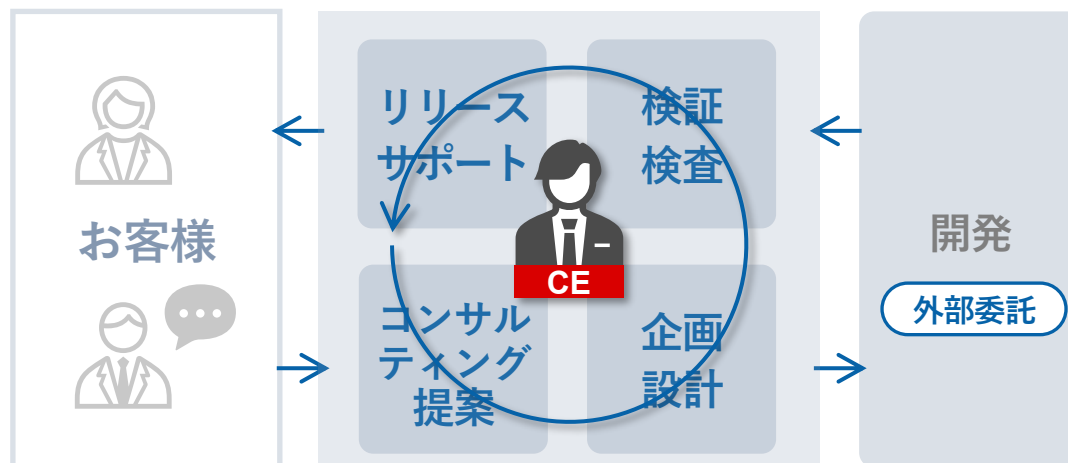 お客様
リリース
サポート
検証
検査
CE
コンサル
ティング
提案
企画
設計
開発
外部委託